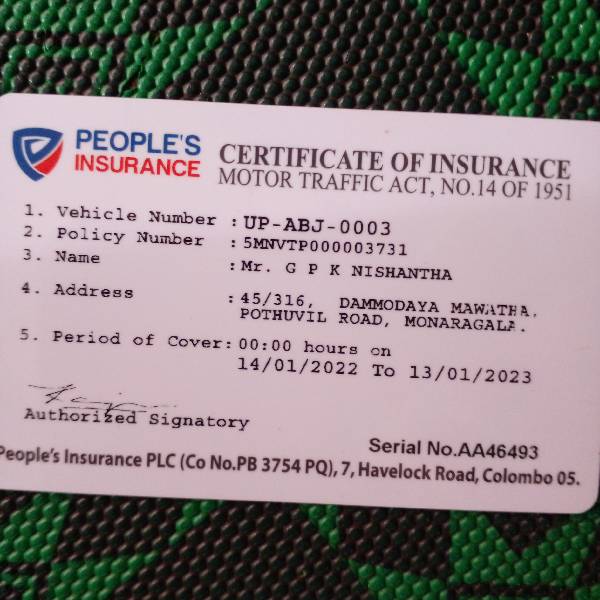 PEOPLE'S
INSURANCE
CERTIFICATE OF INSURANCE
MOTOR TRAFFIC ACT, NO.14 OF 1951
1. Vehicle Number : UP-ABJ-0003
2. Policy Number : 5MNVTP000003731
3. Name : Mr. G P K NISHANTHA
4. Address : 45/316, DAMMODAYA MAWATHA,
POTHUVIL ROAD, MONARAGALA.
5. Period of Cover: 00:00 hours on
14/01/2022 To 13/01/2023
Authorized Signatory
Serial No.AA46493
People's Insurance PLC (Co No.PB 3754 PQ), 7, Havelock Road, Colombo 05.